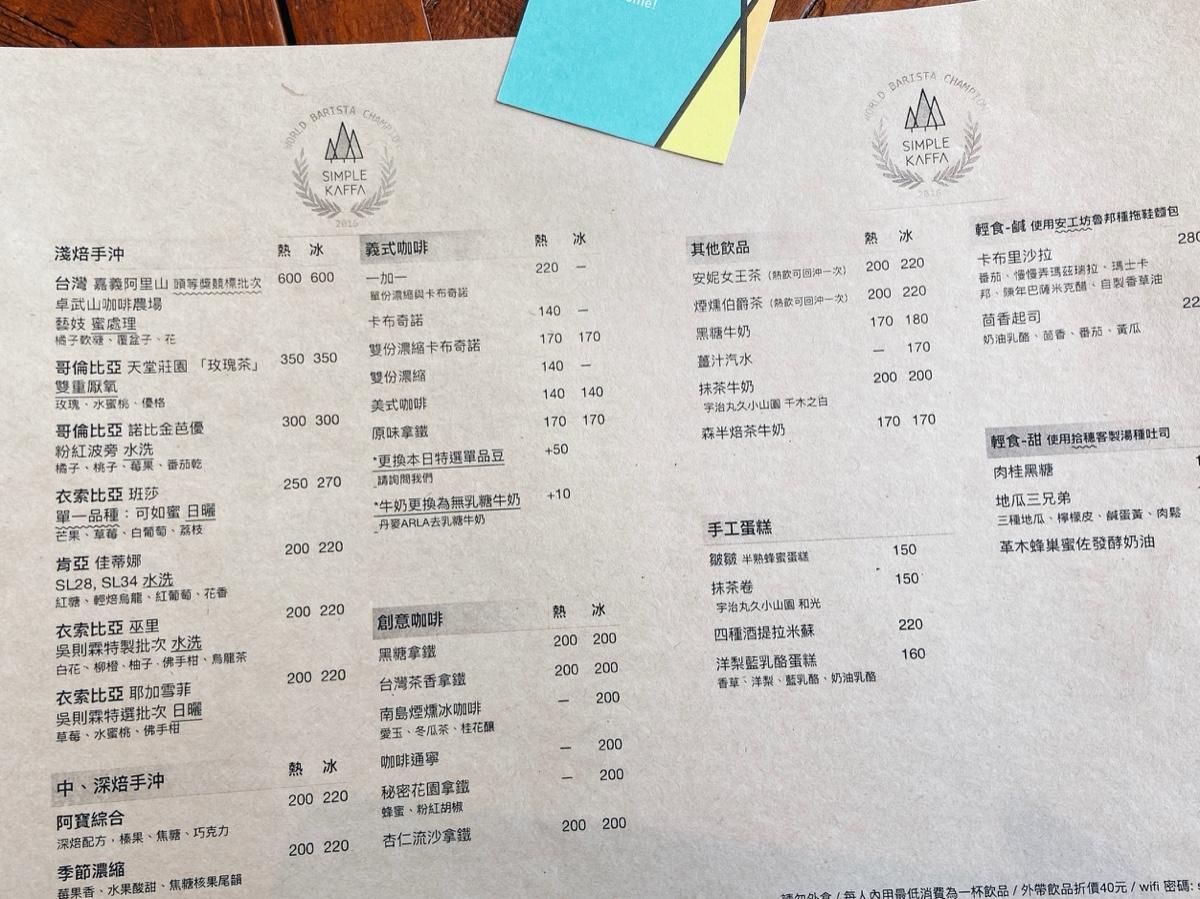 ome!
WORLD BARISTA CHAMPION
SIMPLE
KAFFA
2016
WORLD BARISTA CHAMPION
SIMPLE
KAFFA
2016
淺焙手沖 熱 冰
台灣 嘉義阿里山 頭等獎競標批次 600 600
卓武山咖啡農場
藝妓 蜜處理
橘子軟糖、覆盆子、花
哥倫比亞 天堂莊園 「玫瑰茶」 350 350
雙重厭氧
玫瑰、水蜜桃、優格
哥倫比亞 諾比金芭優 300 300
粉紅波旁 水洗
橘子、桃子、莓果、番茄乾
衣索比亞 班莎 250 270
單一品種：可如蜜 日曬
芒果、草莓、白葡萄、荔枝
肯亞 佳蒂娜 200 220
SL28, SL34 水洗
紅糖、輕焙烏龍、紅葡萄、花香
衣索比亞 巫里 200 220
吳則霖特製批次 水洗
白花、柳橙、柚子、佛手柑、烏龍茶
衣索比亞 耶加雪菲 200 220
吳則霖特選批次 日曬
草莓、水蜜桃、佛手柑
中、深焙手沖 熱 冰
阿寶綜合 200 220
深焙配方，榛果、焦糖、巧克力
季節濃縮 200 220
莓果香、水果酸甜、焦糖核果尾韻
義式咖啡 熱 冰
一加一 220 —
單份濃縮與卡布奇諾
卡布奇諾 140 —
雙份濃縮卡布奇諾 170 170
雙份濃縮 140 —
美式咖啡 140 140
原味拿鐵 170 170
*更換本日特選單品豆 +50
請詢問我們
*牛奶更換為無乳糖牛奶 +10
丹麥ARLA去乳糖牛奶
創意咖啡 熱 冰
黑糖拿鐵 200 200
台灣茶香拿鐵 200 200
南島煙燻冰咖啡 — 200
愛玉、冬瓜茶、桂花釀
咖啡通寧 — 200
秘密花園拿鐵 — 200
蜂蜜、粉紅胡椒
杏仁流沙拿鐵 200 200
其他飲品 熱 冰
安妮女王茶（熱飲可回沖一次） 200 220
煙燻伯爵茶（熱飲可回沖一次） 200 220
黑糖牛奶 170 180
薑汁汽水 — 170
抹茶牛奶 200 200
宇治丸久小山園 千木之白
森半焙茶牛奶 170 170
手工蛋糕
皺皺 半熟蜂蜜蛋糕 150
抹茶卷 150
宇治丸久小山園 和光
四種酒提拉米蘇 220
洋梨藍乳酪蛋糕 160
香草、洋梨、藍乳酪、奶油乳酪
輕食-鹹 使用安工坊魯邦種拖鞋麵包
卡布里沙拉 280
番茄、慢慢弄瑪茲瑞拉、瑪士卡
邦、陳年巴薩米克醋、自製香草油
茴香起司 22
奶油乳酪、茴香、番茄、黃瓜
輕食-甜 使用拾穗客製湯種吐司
肉桂黑糖
地瓜三兄弟
三種地瓜、檸檬皮、鹹蛋黃、肉鬆
革木蜂巢蜜佐發酵奶油
請勿外食 / 每人內用最低消費為一杯飲品 / 外帶飲品折價40元 / wifi 密碼: